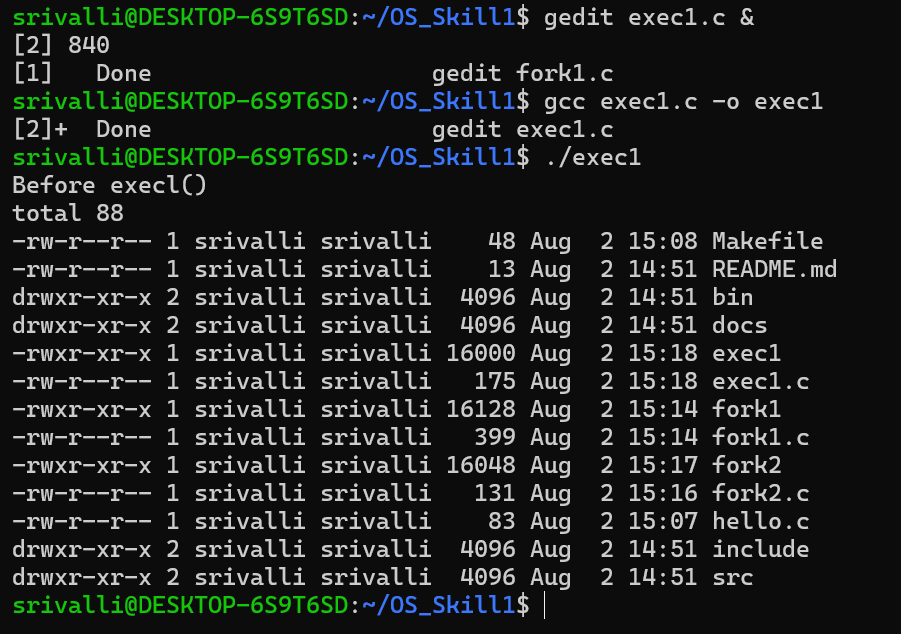 srivalli@DESKTOP-6S9T6SD:~/OS_Skill1$ gedit exec1.c &
[2] 840
[1]   Done                    gedit fork1.c
srivalli@DESKTOP-6S9T6SD:~/OS_Skill1$ gcc exec1.c -o exec1
[2]+  Done                    gedit exec1.c
srivalli@DESKTOP-6S9T6SD:~/OS_Skill1$ ./exec1
Before execl()
total 88
-rw-r--r-- 1 srivalli srivalli    48 Aug  2 15:08 Makefile
-rw-r--r-- 1 srivalli srivalli    13 Aug  2 14:51 README.md
drwxr-xr-x 2 srivalli srivalli  4096 Aug  2 14:51 bin
drwxr-xr-x 2 srivalli srivalli  4096 Aug  2 14:51 docs
-rwxr-xr-x 1 srivalli srivalli 16000 Aug  2 15:18 exec1
-rw-r--r-- 1 srivalli srivalli   175 Aug  2 15:18 exec1.c
-rwxr-xr-x 1 srivalli srivalli 16128 Aug  2 15:14 fork1
-rw-r--r-- 1 srivalli srivalli   399 Aug  2 15:14 fork1.c
-rwxr-xr-x 1 srivalli srivalli 16048 Aug  2 15:17 fork2
-rw-r--r-- 1 srivalli srivalli   131 Aug  2 15:16 fork2.c
-rw-r--r-- 1 srivalli srivalli    83 Aug  2 15:07 hello.c
drwxr-xr-x 2 srivalli srivalli  4096 Aug  2 14:51 include
drwxr-xr-x 2 srivalli srivalli  4096 Aug  2 14:51 src
srivalli@DESKTOP-6S9T6SD:~/OS_Skill1$